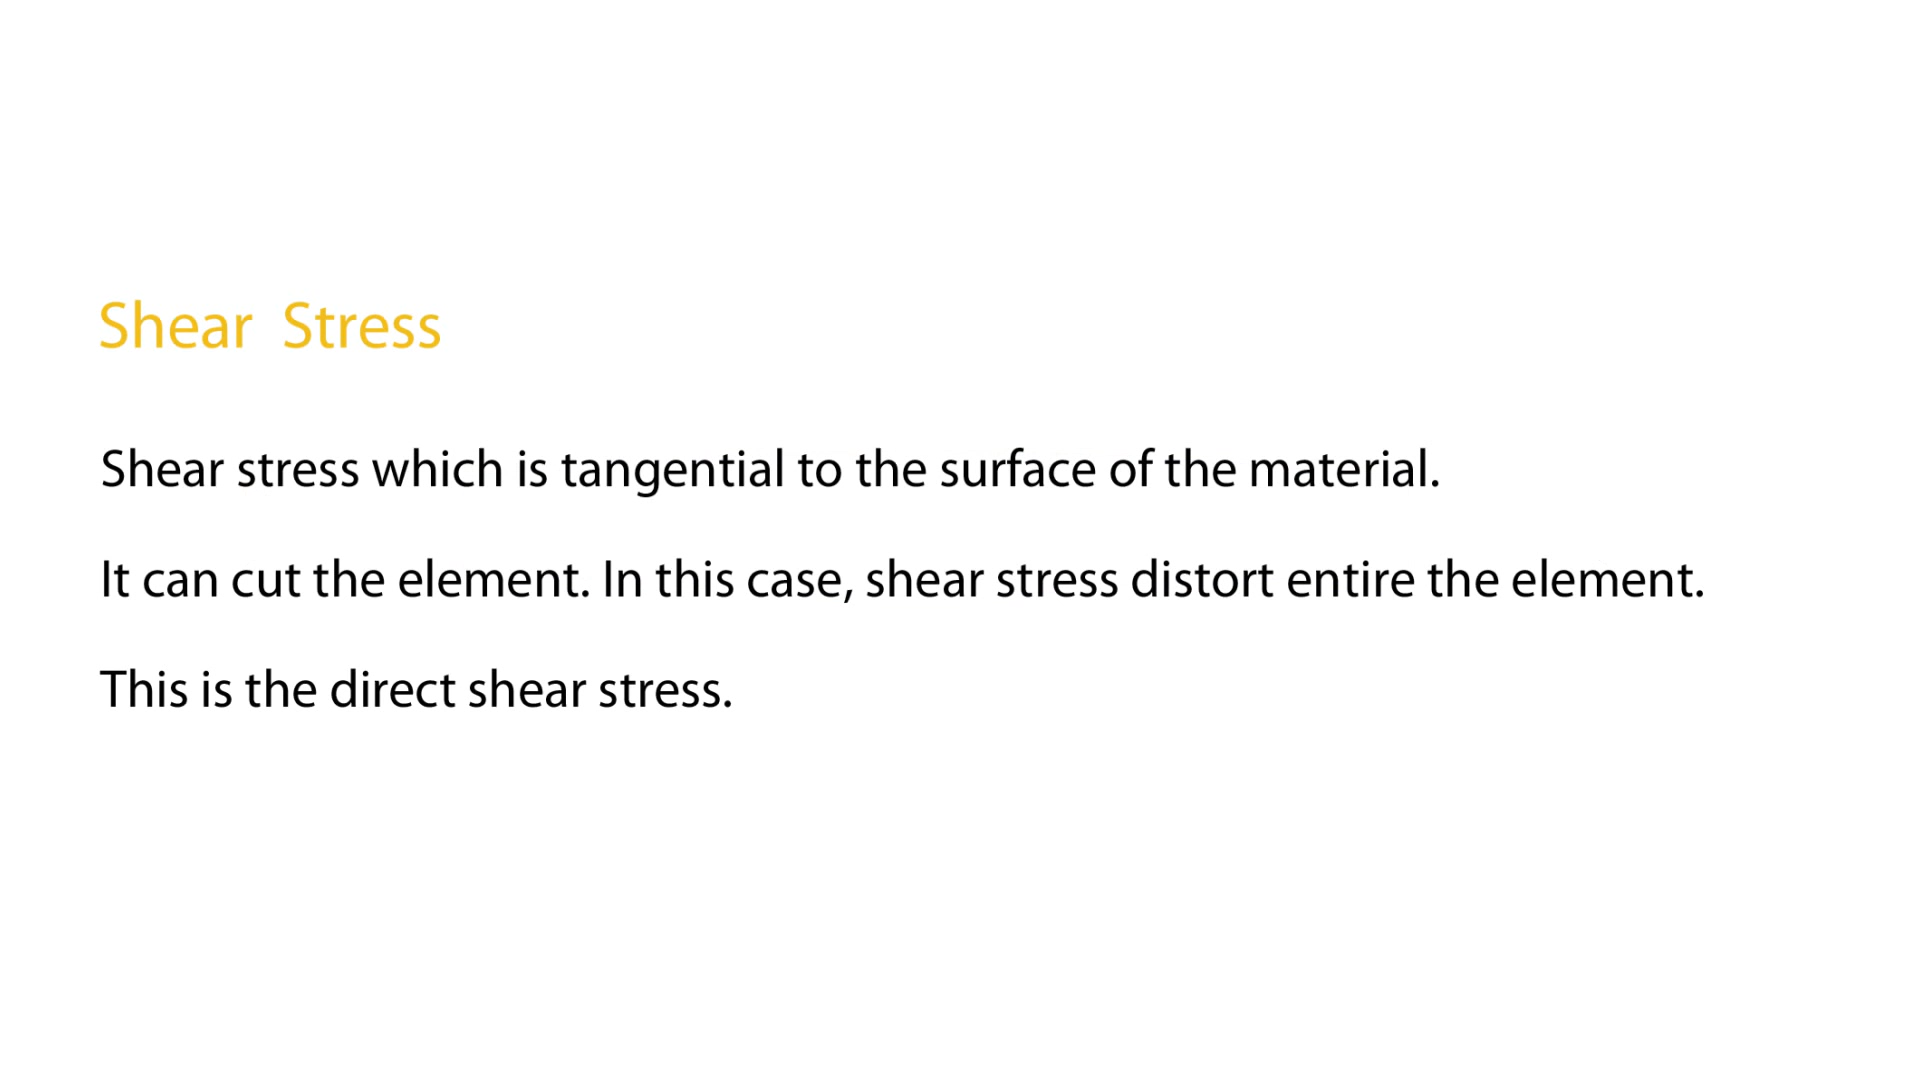 Shear Stress
Shear stress which is tangential to the surface of the material.
It can cut the element. In this case, shear stress distort entire the element.
This is the direct shear stress.